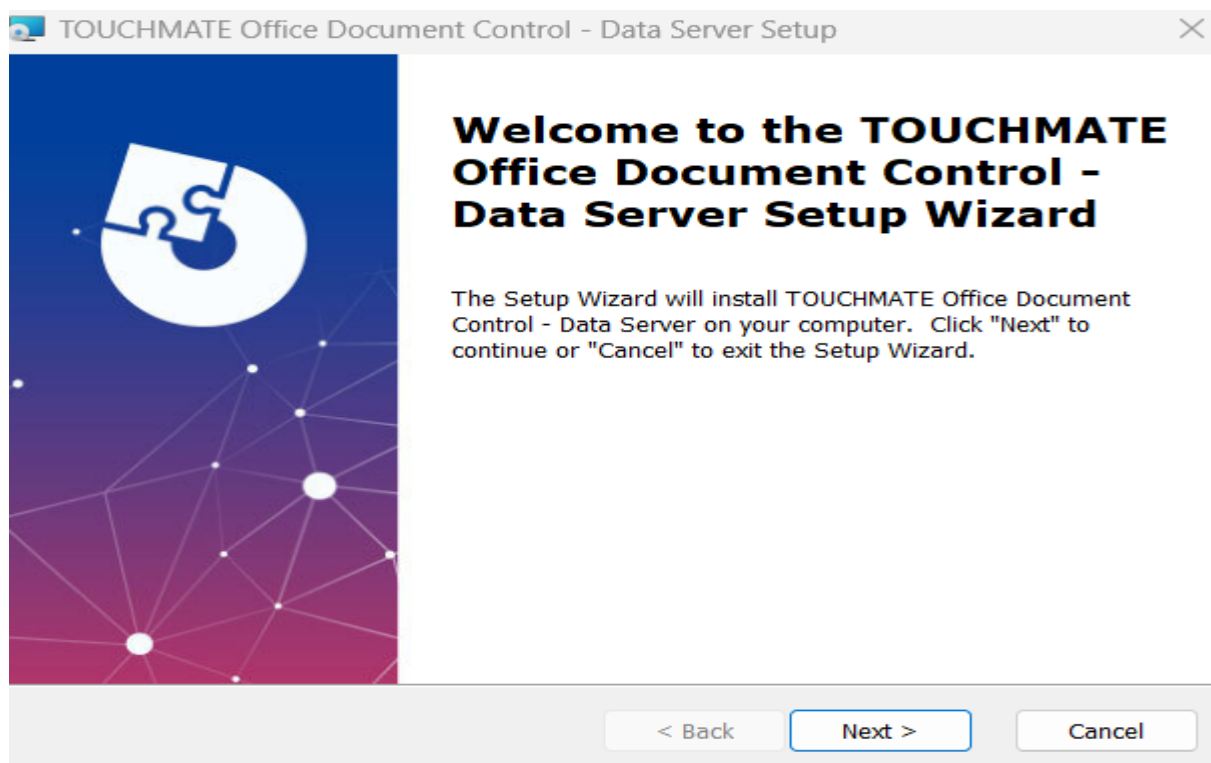 TOUCHMATE Office Document Control - Data Server Setup
Welcome to the TOUCHMATE
Office Document Control -
Data Server Setup Wizard
The Setup Wizard will install TOUCHMATE Office Document
Control - Data Server on your computer.  Click "Next" to
continue or "Cancel" to exit the Setup Wizard.
< Back
Next >
Cancel